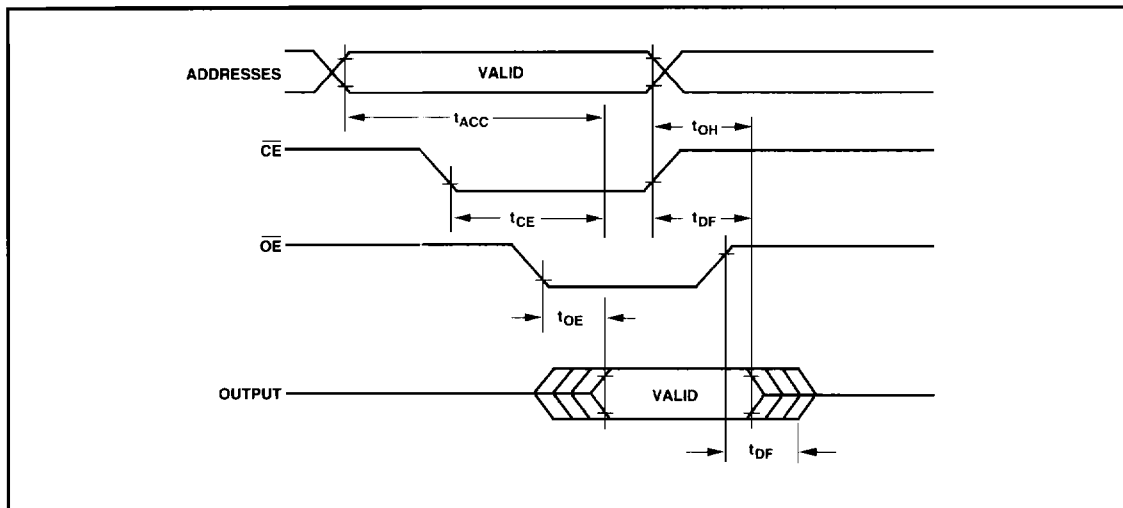 ADDRESSES
VALID
tACC
tOH
CE
tCE
tDF
OE
tOE
OUTPUT
VALID
tDF